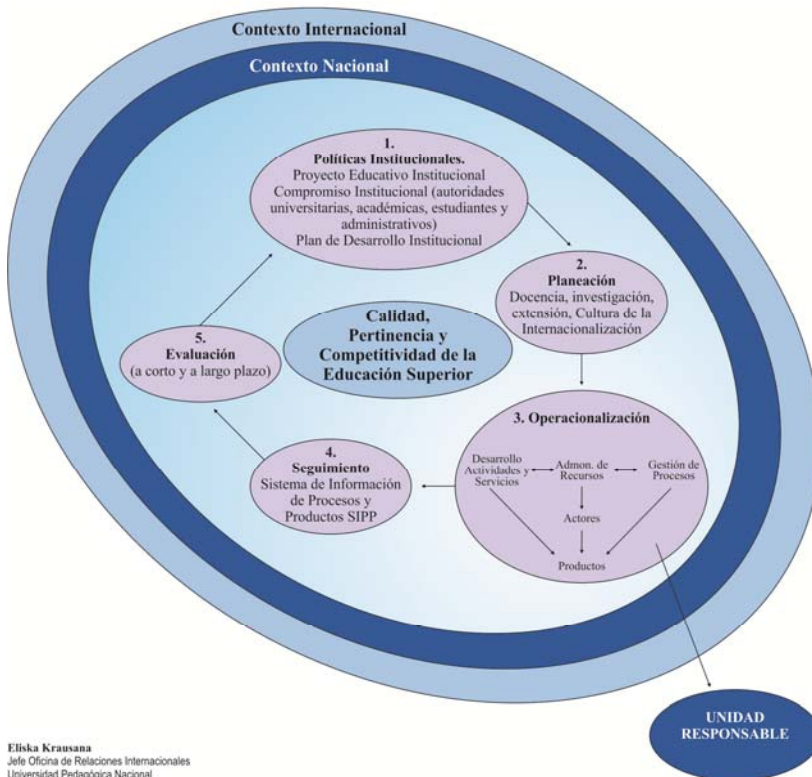 Contexto Internacional
Contexto Nacional
1.
Políticas Institucionales.
Proyecto Educativo Institucional
Compromiso Institucional (autoridades
universitarias, académicas, estudiantes y
administrativos)
Plan de Desarrollo Institucional
2.
Planeación
Docencia, investigación,
extensión, Cultura de la
Internacionalización
Calidad,
Pertinencia y
Competitividad de la
Educación Superior
5.
Evaluación
(a corto y a largo plazo)
3. Operacionalización
Desarrollo
Actividades y
Servicios
Admon. de
Recursos
Gestión de
Procesos
Actores
Productos
4.
Seguimiento
Sistema de Información
de Procesos y
Productos SIPP
UNIDAD
RESPONSABLE
Eliska Krausana
Jefe Oficina de Relaciones Internacionales
Universidad Pedagógica Nacional